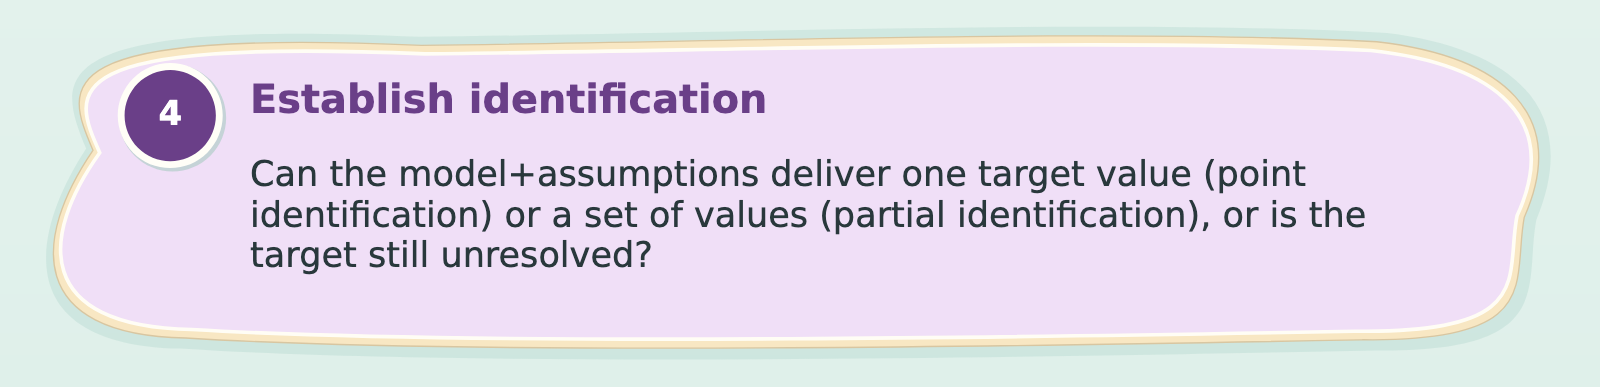 4
Establish identification
Can the model+assumptions deliver one target value (point
identification) or a set of values (partial identification), or is the
target still unresolved?